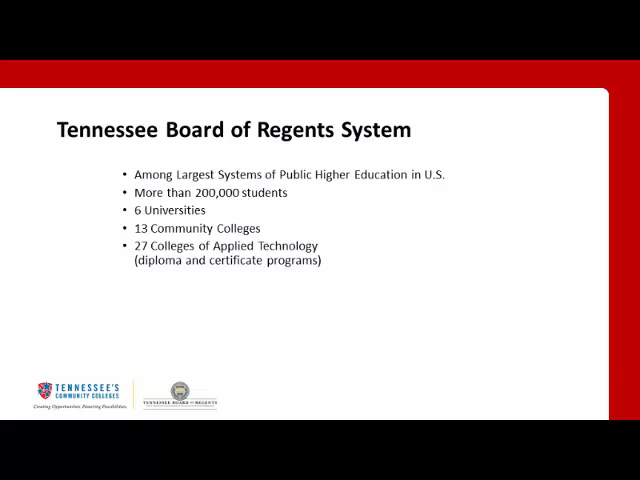 Tennessee Board of Regents System
• Among Largest Systems of Public Higher Education in U.S.
• More than 200,000 students
• 6 Universities
• 13 Community Colleges
• 27 Colleges of Applied Technology
(diploma and certificate programs)
TENNESSEE'S
COMMUNITY COLLEGES
Creating Opportunities. Powering Possibilities.
TENNESSEE BOARD OF REGENTS